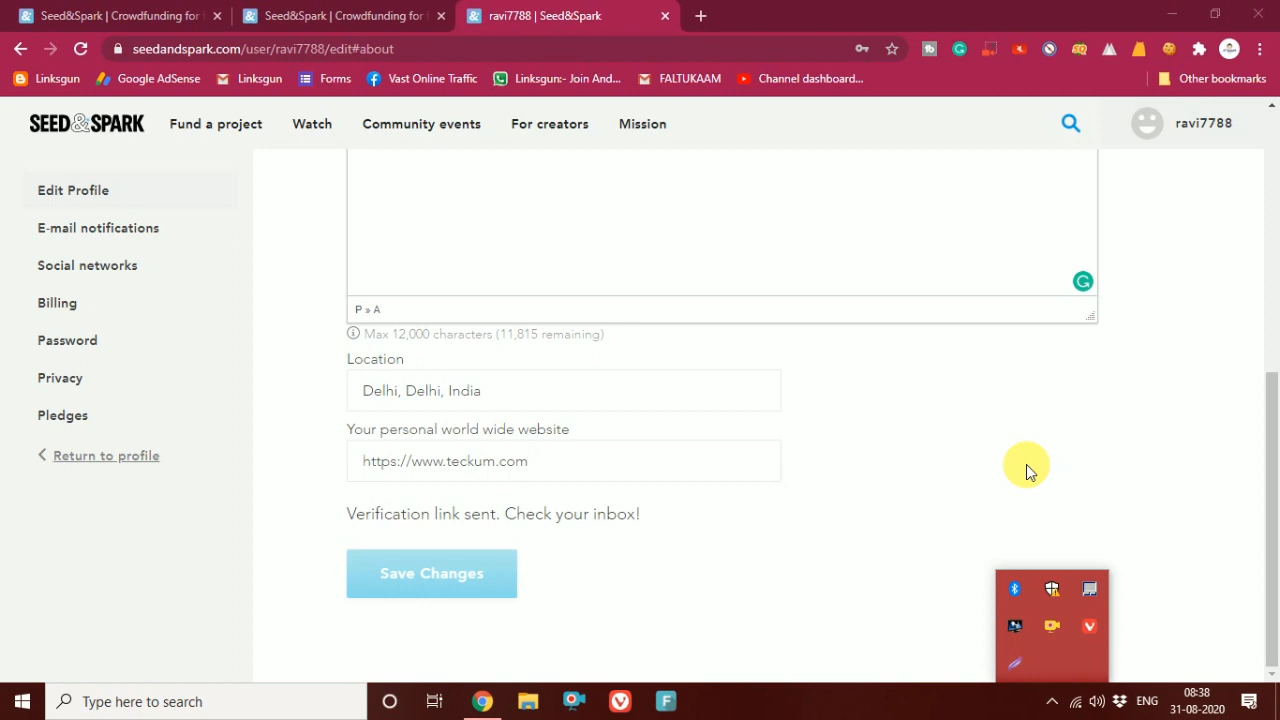 Seed&Spark | Crowdfunding for
Seed&Spark | Crowdfunding for
ravi7788 | Seed&Spark
seedandspark.com/user/ravi7788/edit#about
Linksgun
Google AdSense
Linksgun
Forms
Vast Online Traffic
Linksgun:- Join And...
FALTUKAAM
Channel dashboard...
Other bookmarks
SEED&SPARK
Fund a project
Watch
Community events
For creators
Mission
ravi7788
Edit Profile
E-mail notifications
Social networks
Billing
Password
Privacy
Pledges
Return to profile
P » A
Max 12,000 characters (11,815 remaining)
Location
Delhi, Delhi, India
Your personal world wide website
https://www.teckum.com
Verification link sent. Check your inbox!
Save Changes
Type here to search
ENG
08:38
31-08-2020